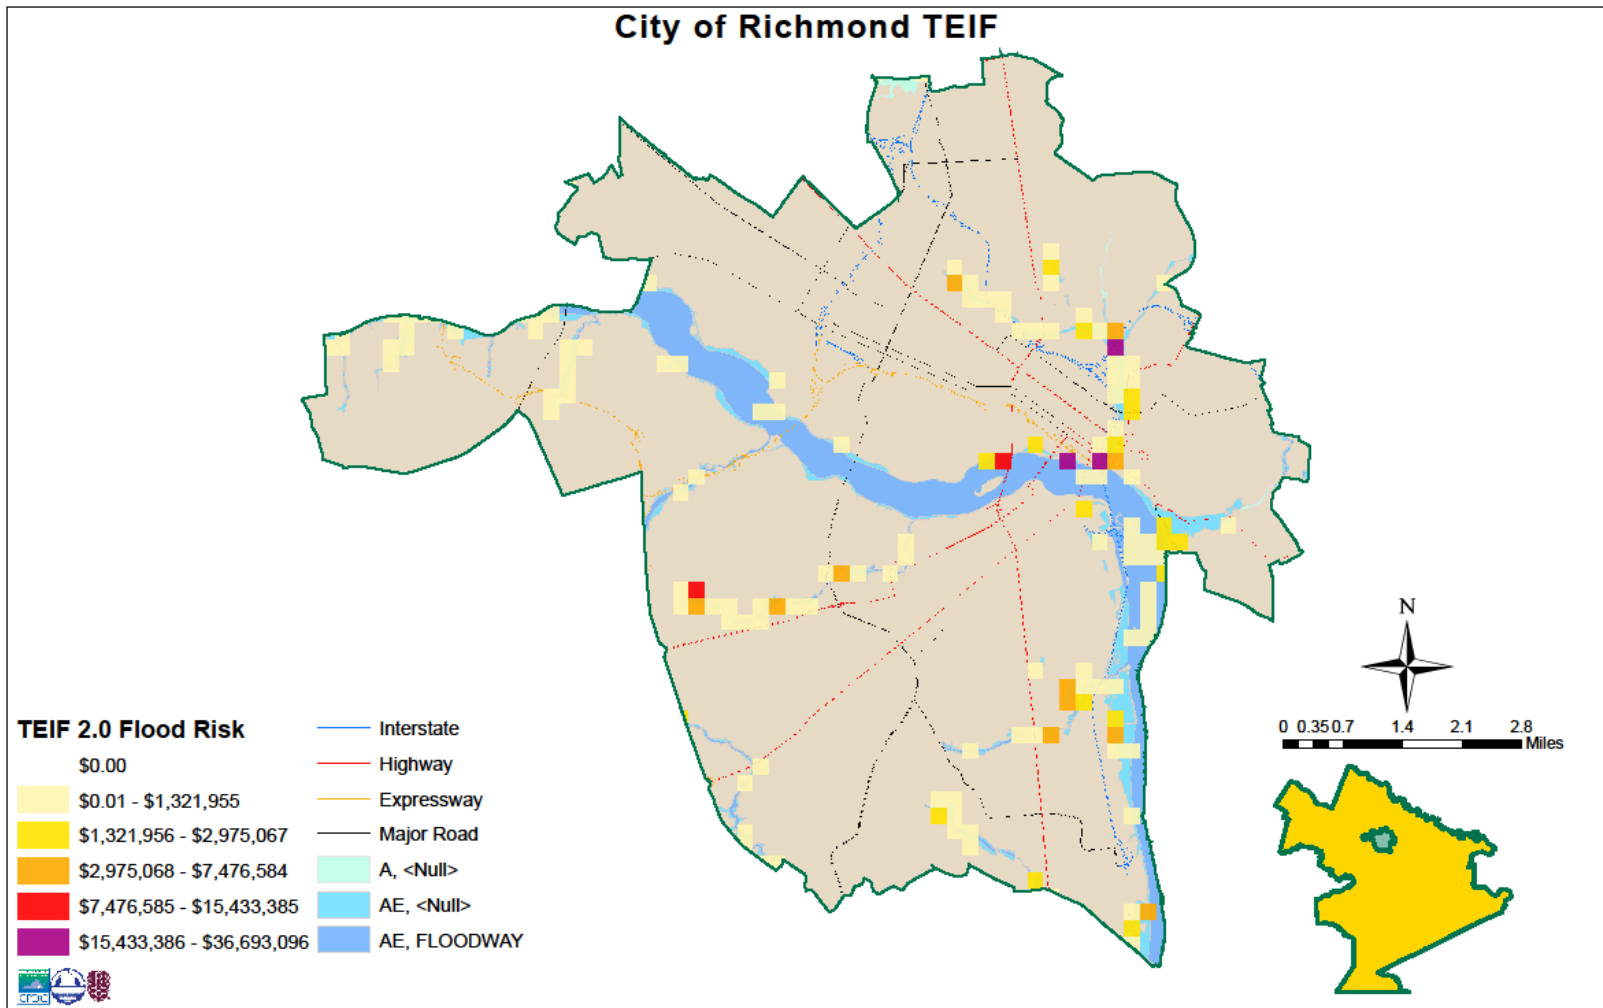 City of Richmond TEIF
N
0 0.35 0.7 1.4 2.1 2.8
Miles
TEIF 2.0 Flood Risk
$0.00
$0.01 - $1,321,955
$1,321,956 - $2,975,067
$2,975,068 - $7,476,584
$7,476,585 - $15,433,385
$15,433,386 - $36,693,096
Interstate
Highway
Expressway
Major Road
A, <Null>
AE, <Null>
AE, FLOODWAY